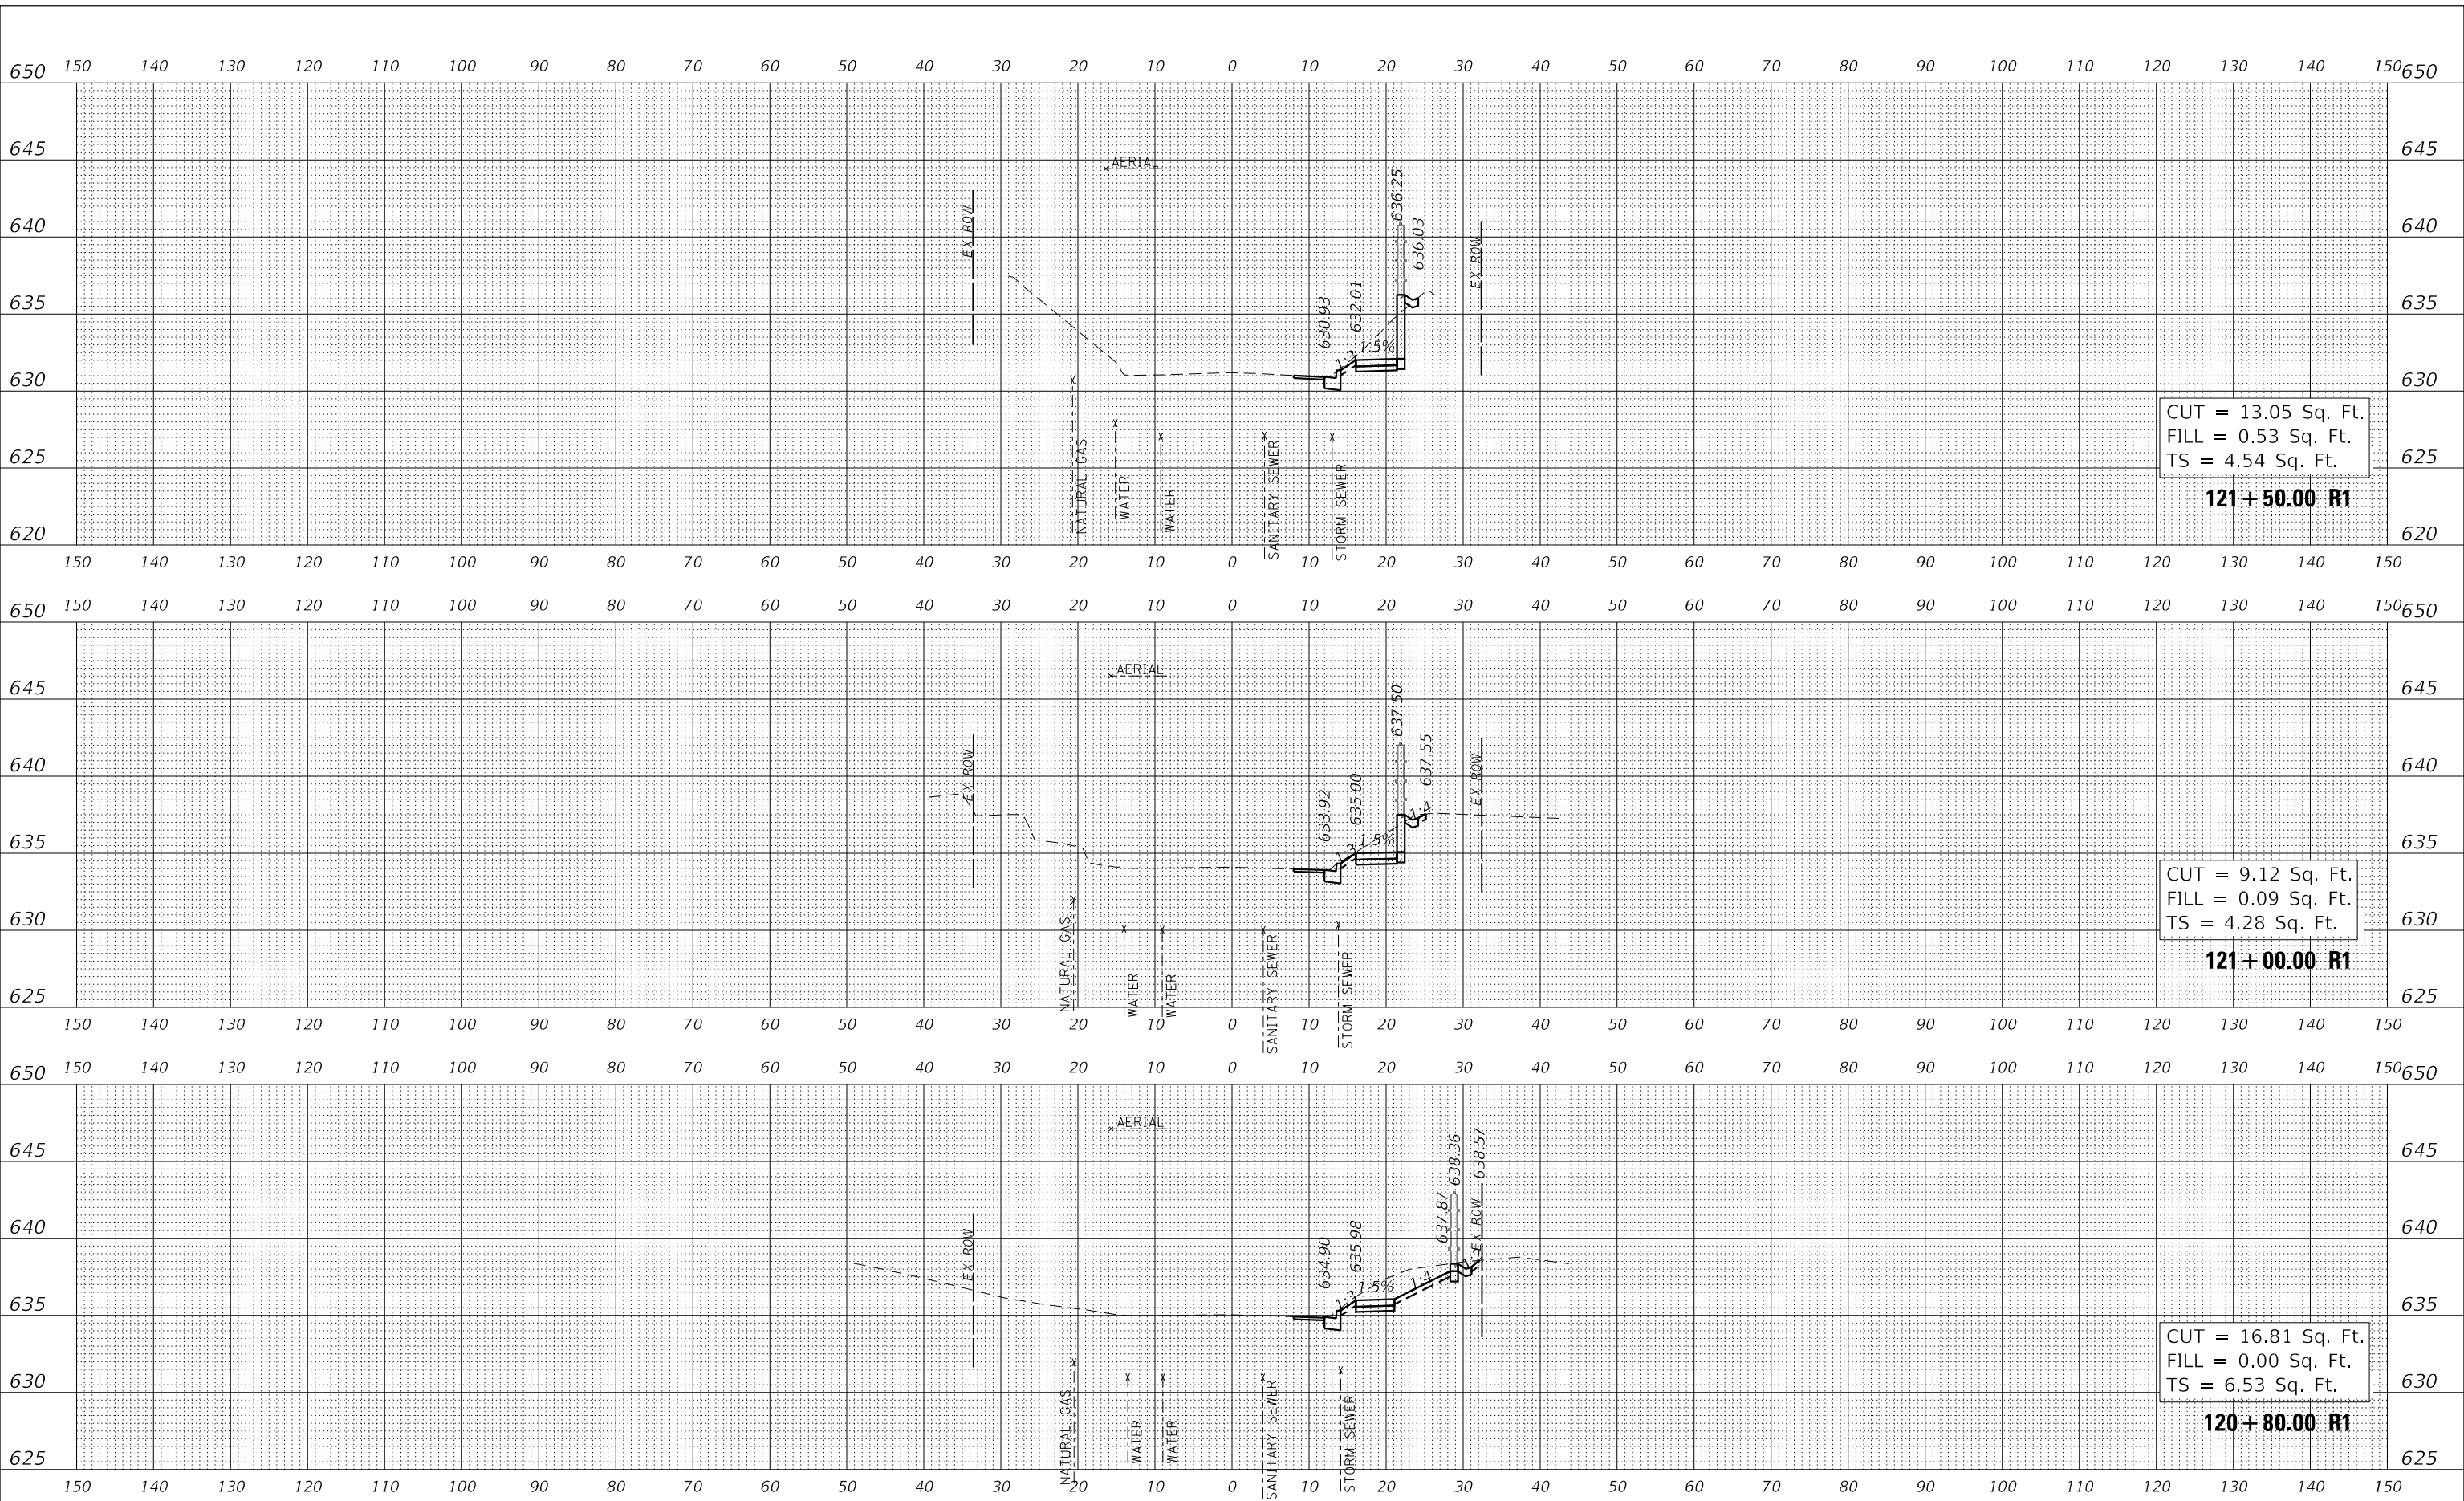 150 140 130 120 110 100 90 80 70 60 50 40 30 20 10 0 10 20 30 40 50 60 70 80 90 100 110 120 130 140 150
650 650
645 645
AERIAL
640 640
EX ROW
636.25
636.03
EX ROW
635 635
630.93
632.01
1:3
1.5%
630 630
625 625
620 620
NATURAL GAS
WATER
WATER
SANITARY SEWER
STORM SEWER
CUT = 13.05 Sq. Ft.
FILL = 0.53 Sq. Ft.
TS = 4.54 Sq. Ft.
121+50.00 R1
150 140 130 120 110 100 90 80 70 60 50 40 30 20 10 0 10 20 30 40 50 60 70 80 90 100 110 120 130 140 150
150 140 130 120 110 100 90 80 70 60 50 40 30 20 10 0 10 20 30 40 50 60 70 80 90 100 110 120 130 140 150
650 650
AERIAL
645 645
640 640
EX ROW
637.50
637.55
EX ROW
633.92
635.00
1:3
1.5%
1:4
635 635
630 630
625 625
NATURAL GAS
WATER
WATER
SANITARY SEWER
STORM SEWER
CUT = 9.12 Sq. Ft.
FILL = 0.09 Sq. Ft.
TS = 4.28 Sq. Ft.
121+00.00 R1
150 140 130 120 110 100 90 80 70 60 50 40 30 20 10 0 10 20 30 40 50 60 70 80 90 100 110 120 130 140 150
150 140 130 120 110 100 90 80 70 60 50 40 30 20 10 0 10 20 30 40 50 60 70 80 90 100 110 120 130 140 150
650 650
AERIAL
645 645
640 640
EX ROW
634.90
635.98
637.87
638.36
638.57
EX ROW
1:3
1.5%
1:4
635 635
630 630
625 625
NATURAL GAS
WATER
WATER
SANITARY SEWER
STORM SEWER
CUT = 16.81 Sq. Ft.
FILL = 0.00 Sq. Ft.
TS = 6.53 Sq. Ft.
120+80.00 R1
150 140 130 120 110 100 90 80 70 60 50 40 30 20 10 0 10 20 30 40 50 60 70 80 90 100 110 120 130 140 150